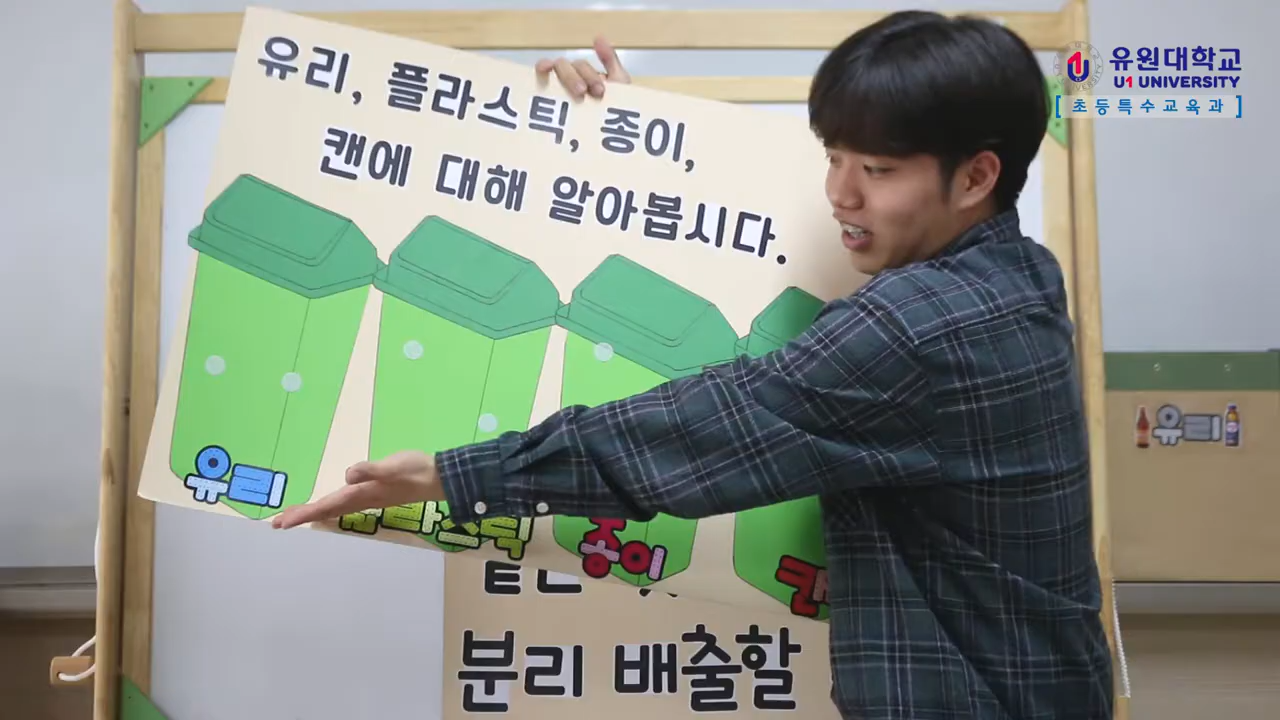 유리, 플라스틱, 종이,
캔에 대해 알아봅시다.
유리
플라스틱
종이
캔
분리 배출할
유원대학교
U1 UNIVERSITY
[초등특수교육과]
유리